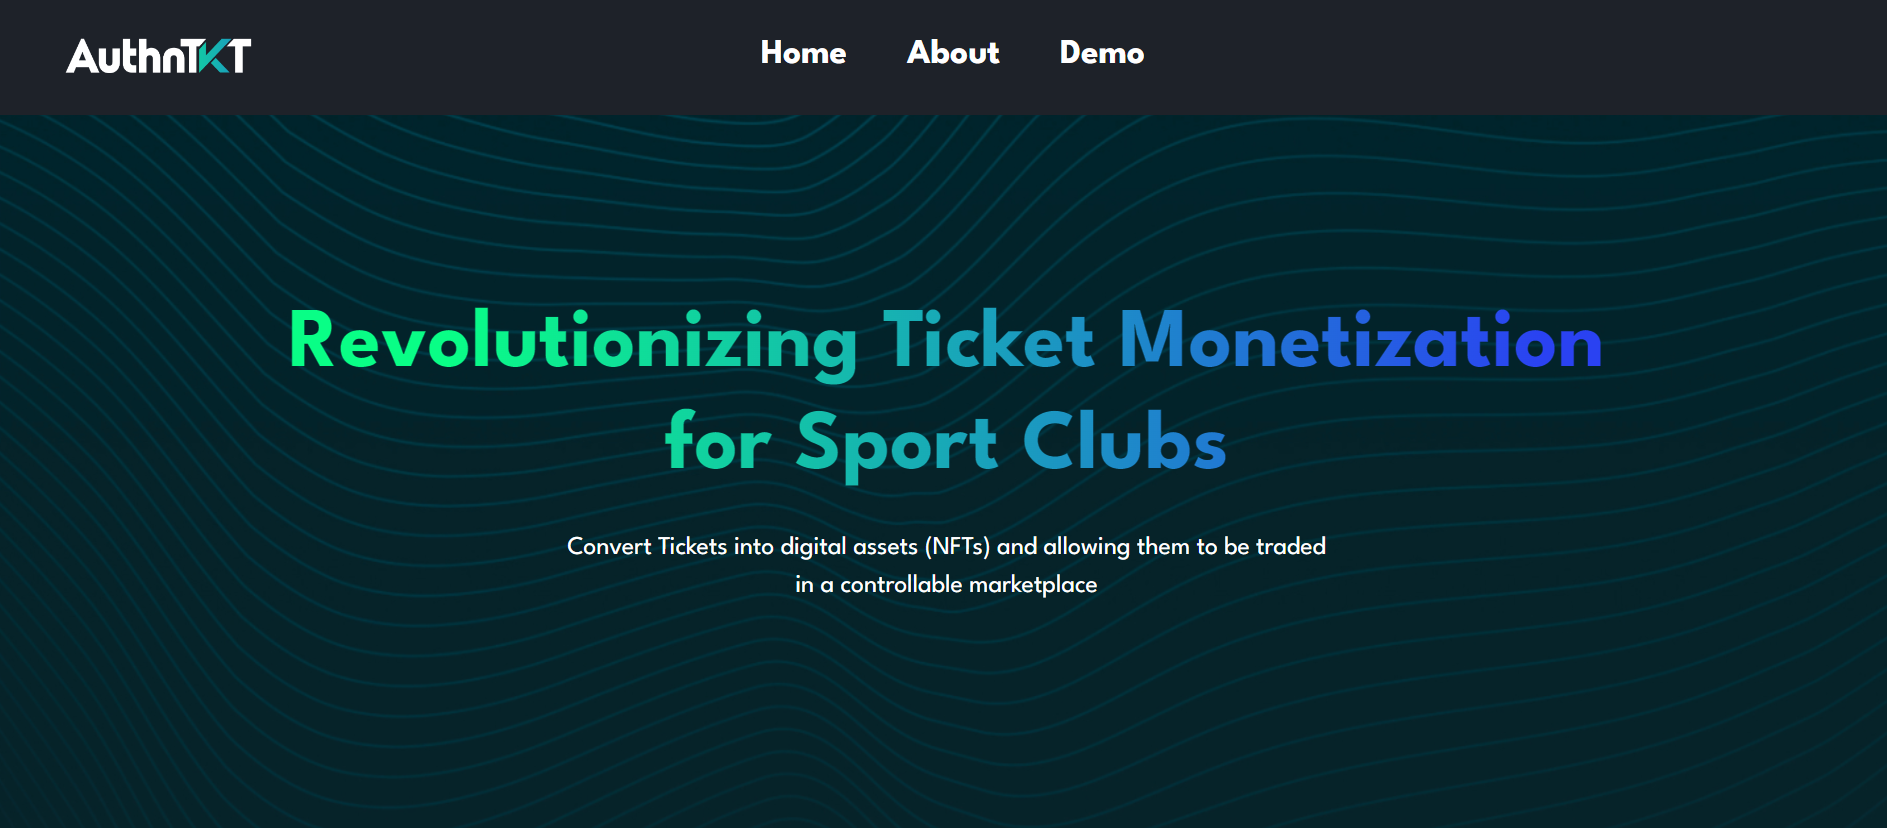 AuthnTKT
Home About Demo
Revolutionizing Ticket Monetization
for Sport Clubs
Convert Tickets into digital assets (NFTs) and allowing them to be traded
in a controllable marketplace